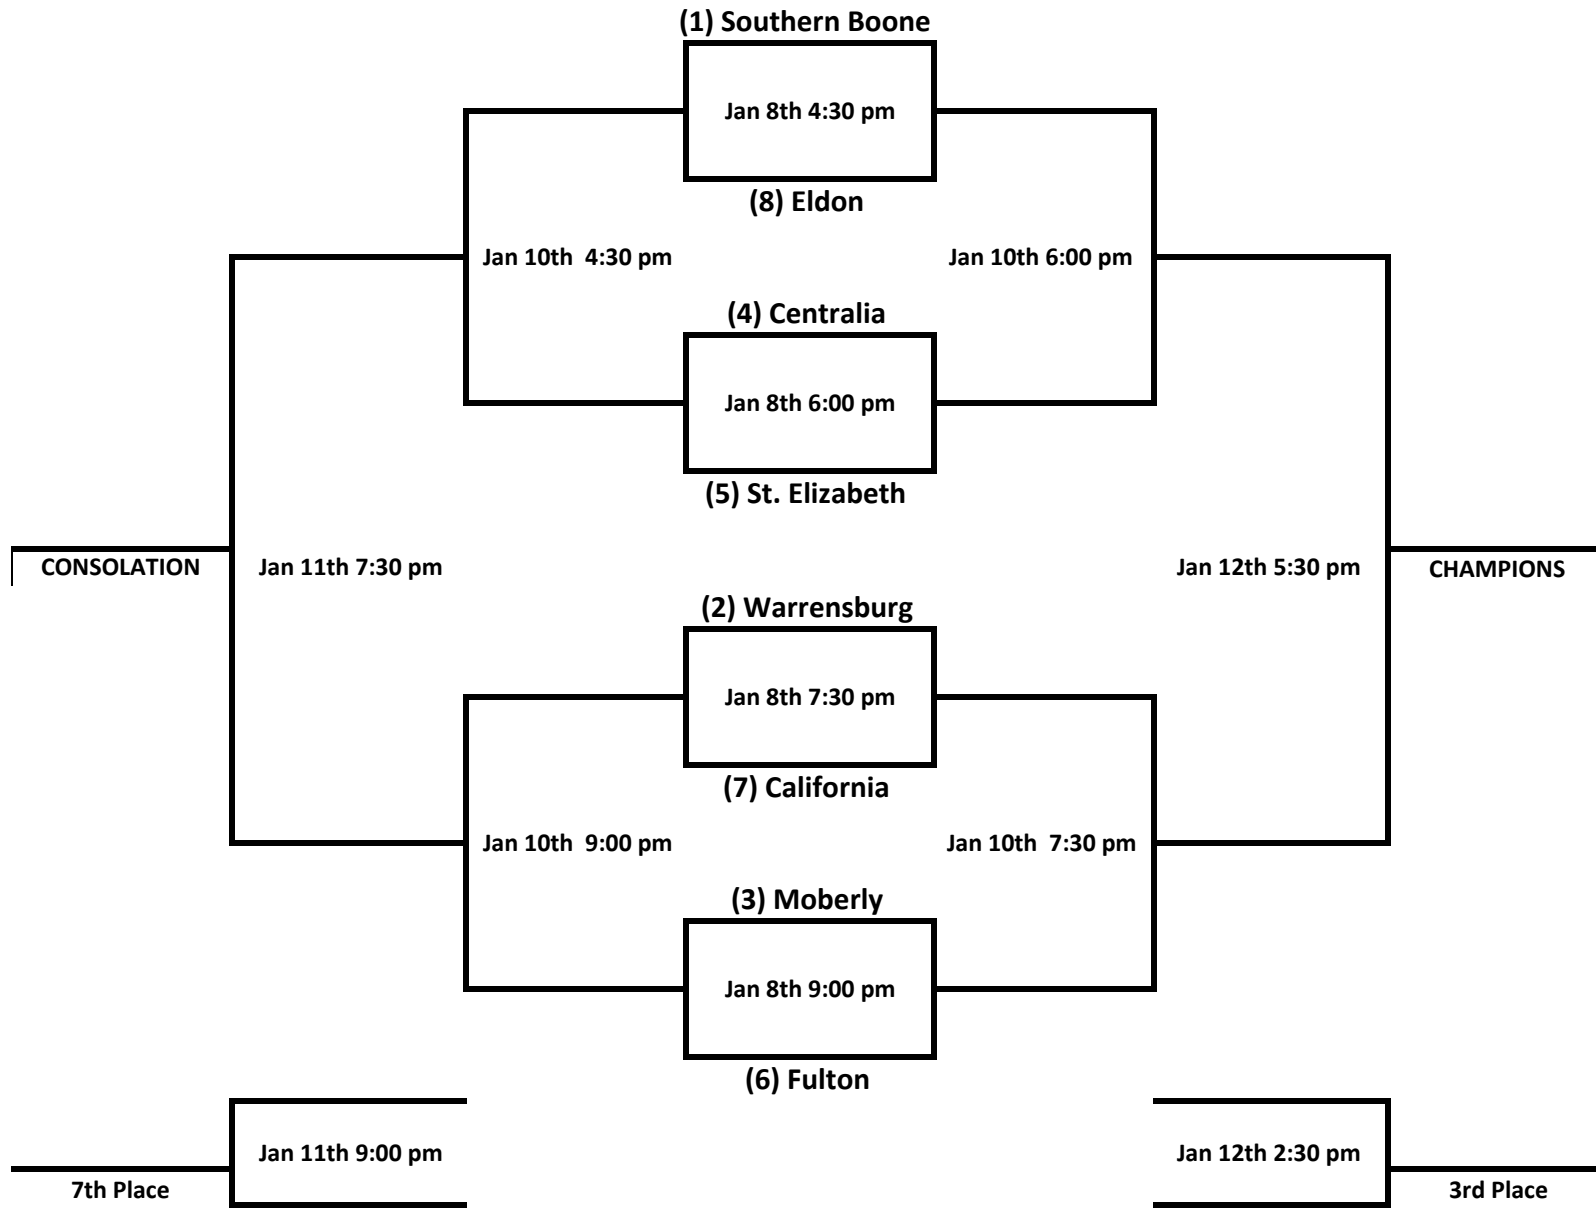 (1) Southern Boone
Jan 8th 4:30 pm
(8) Eldon
Jan 10th  4:30 pm
Jan 10th 6:00 pm
(4) Centralia
Jan 8th 6:00 pm
(5) St. Elizabeth
CONSOLATION
Jan 11th 7:30 pm
Jan 12th 5:30 pm
CHAMPIONS
(2) Warrensburg
Jan 8th 7:30 pm
(7) California
Jan 10th  9:00 pm
Jan 10th  7:30 pm
(3) Moberly
Jan 8th 9:00 pm
(6) Fulton
Jan 11th 9:00 pm
Jan 12th 2:30 pm
7th Place
3rd Place